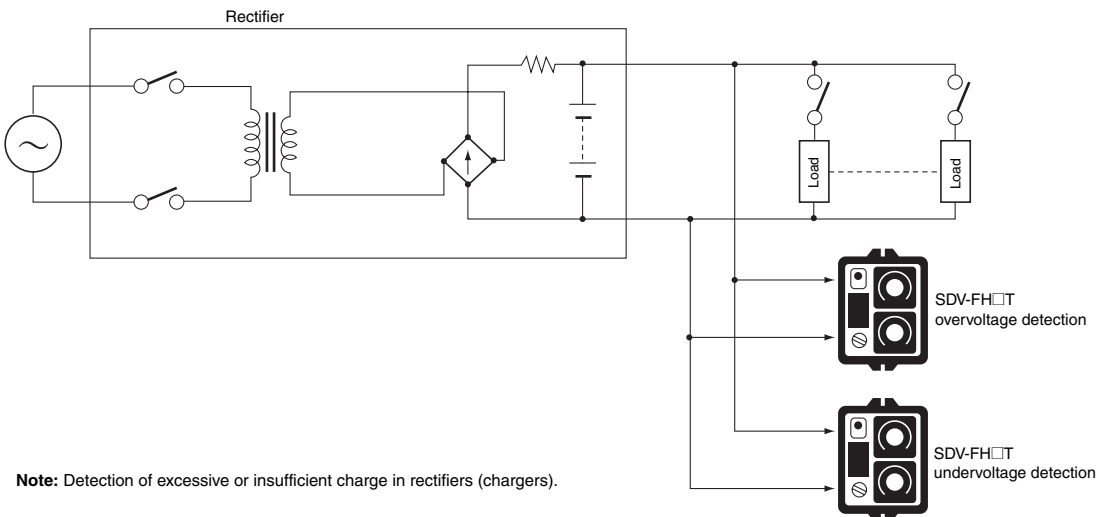 Rectifier
Load
Load
SDV-FH□T
overvoltage detection
SDV-FH□T
undervoltage detection
Note: Detection of excessive or insufficient charge in rectifiers (chargers).